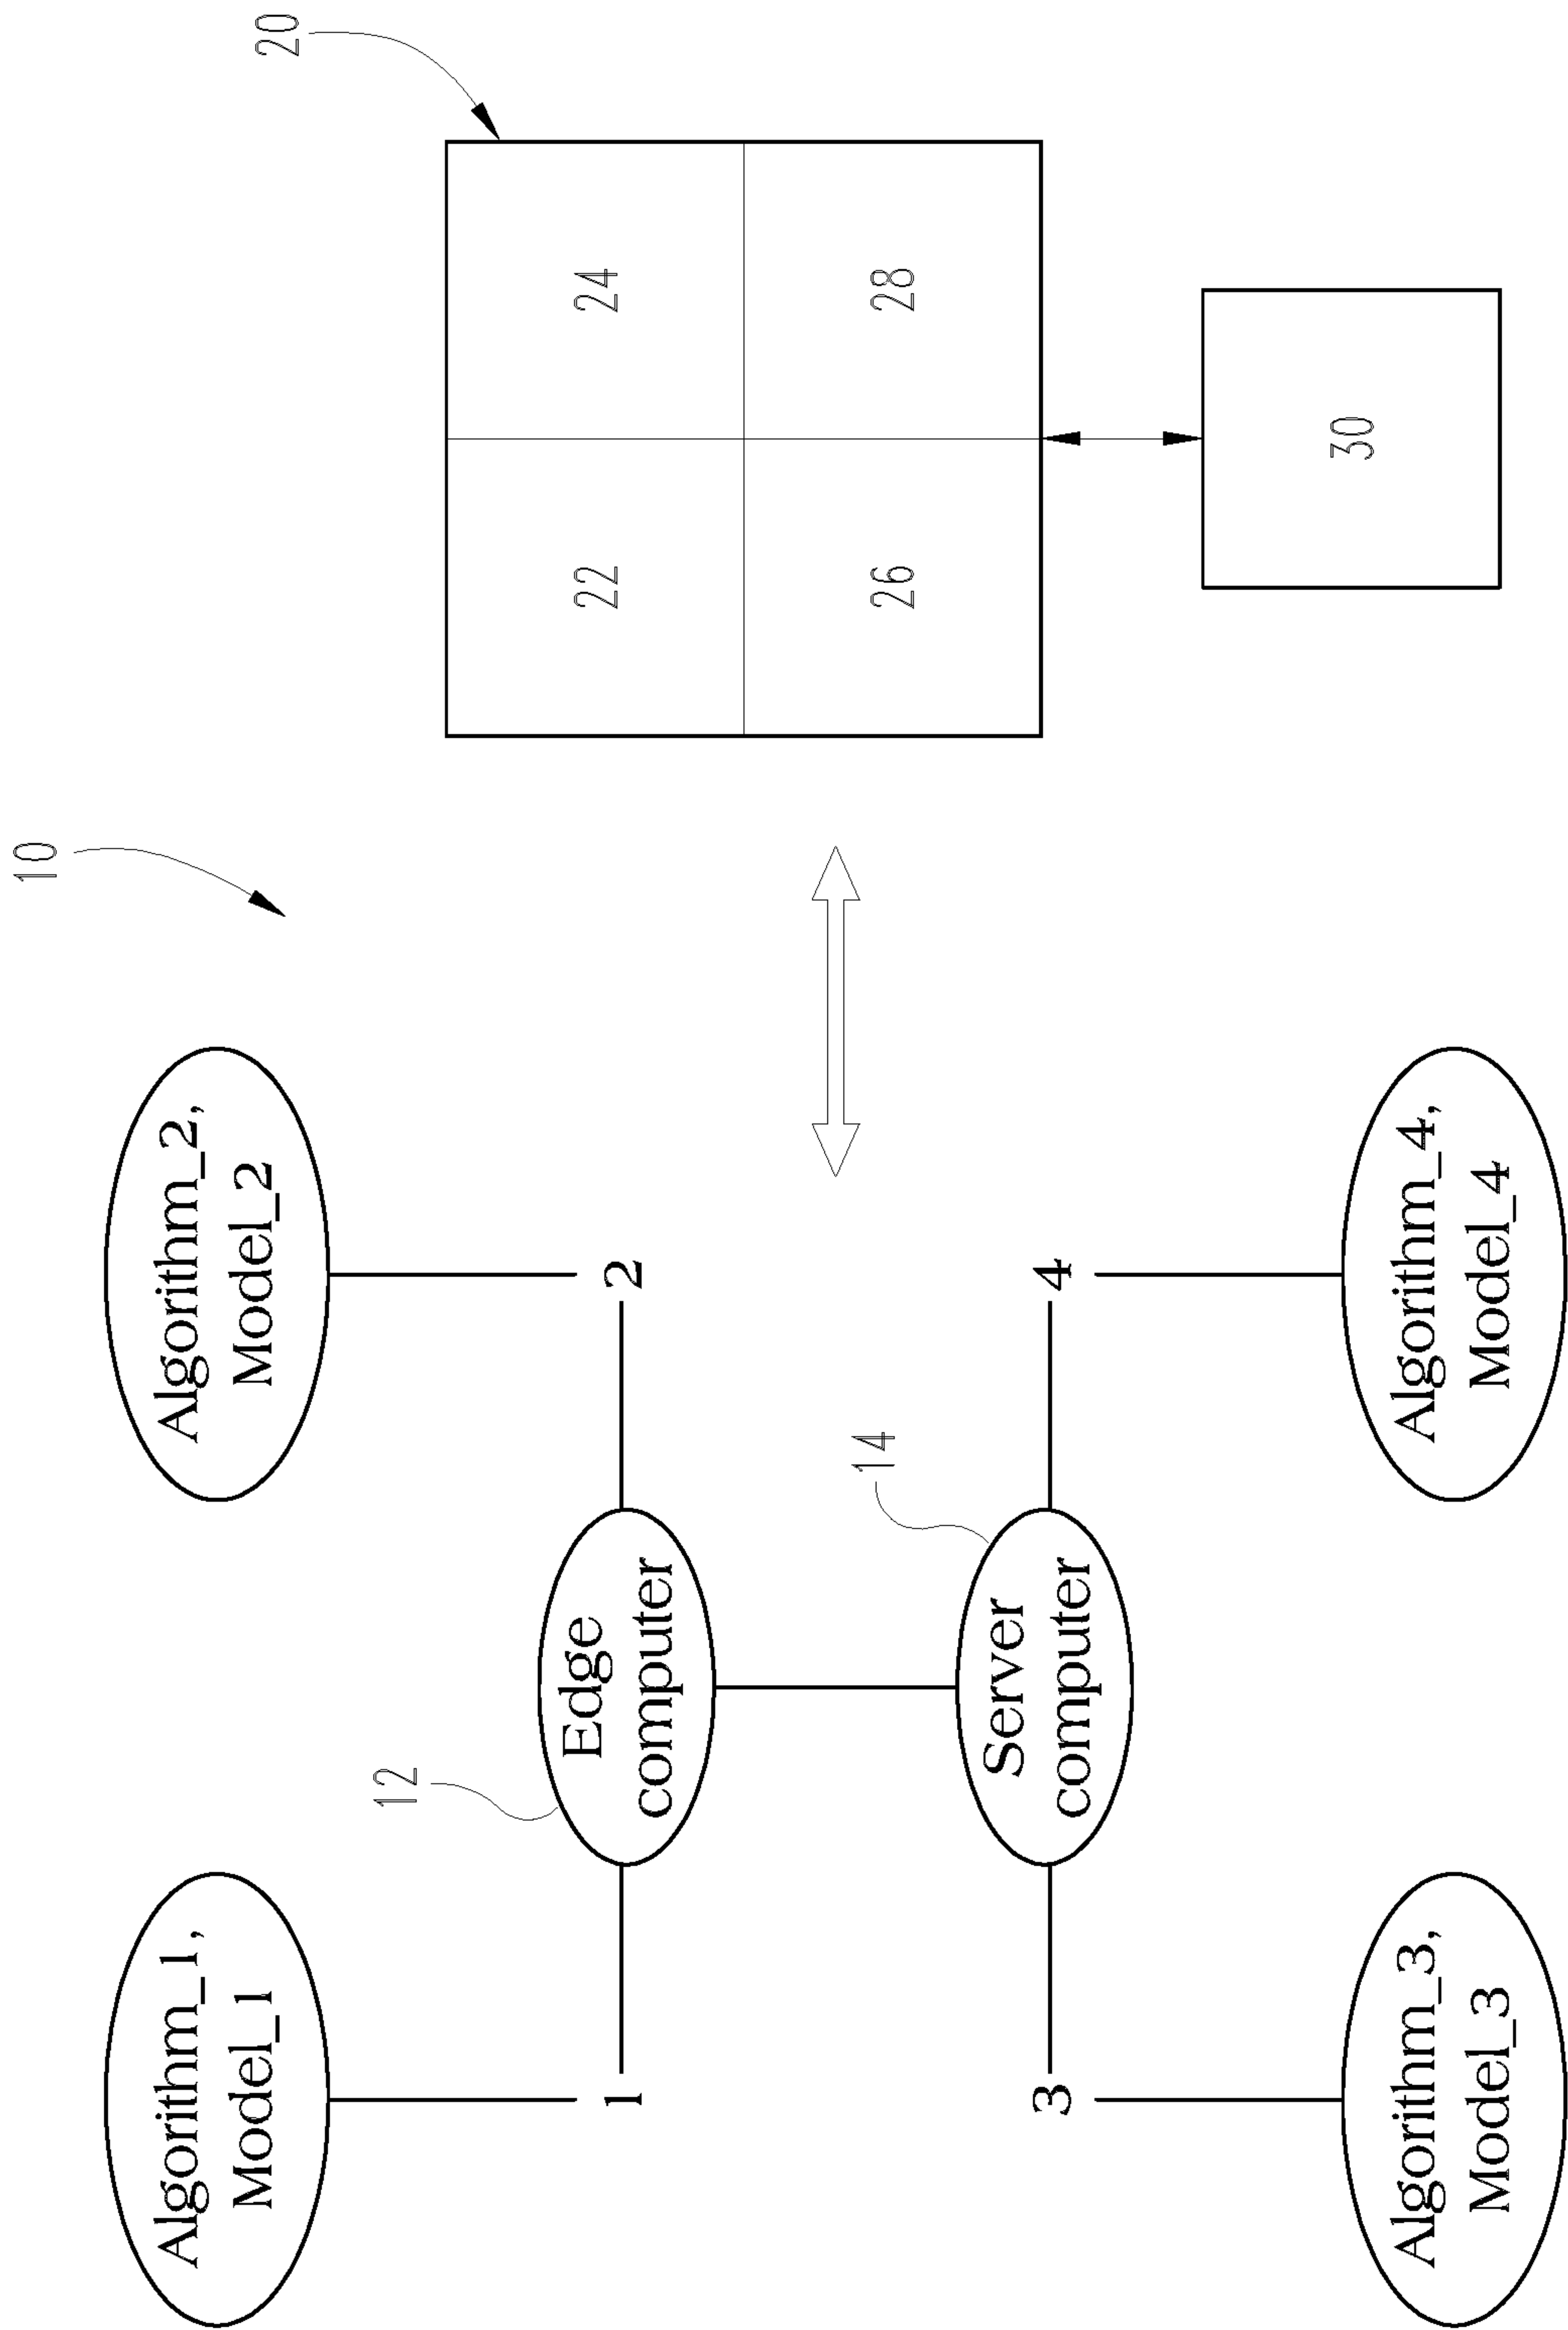 10
20
Algorithm_1,
Model_1
Algorithm_2,
Model_2
12
1
Edge
computer
2
22
24
14
3
Server
computer
4
26
28
Algorithm_3,
Model_3
Algorithm_4,
Model_4
30